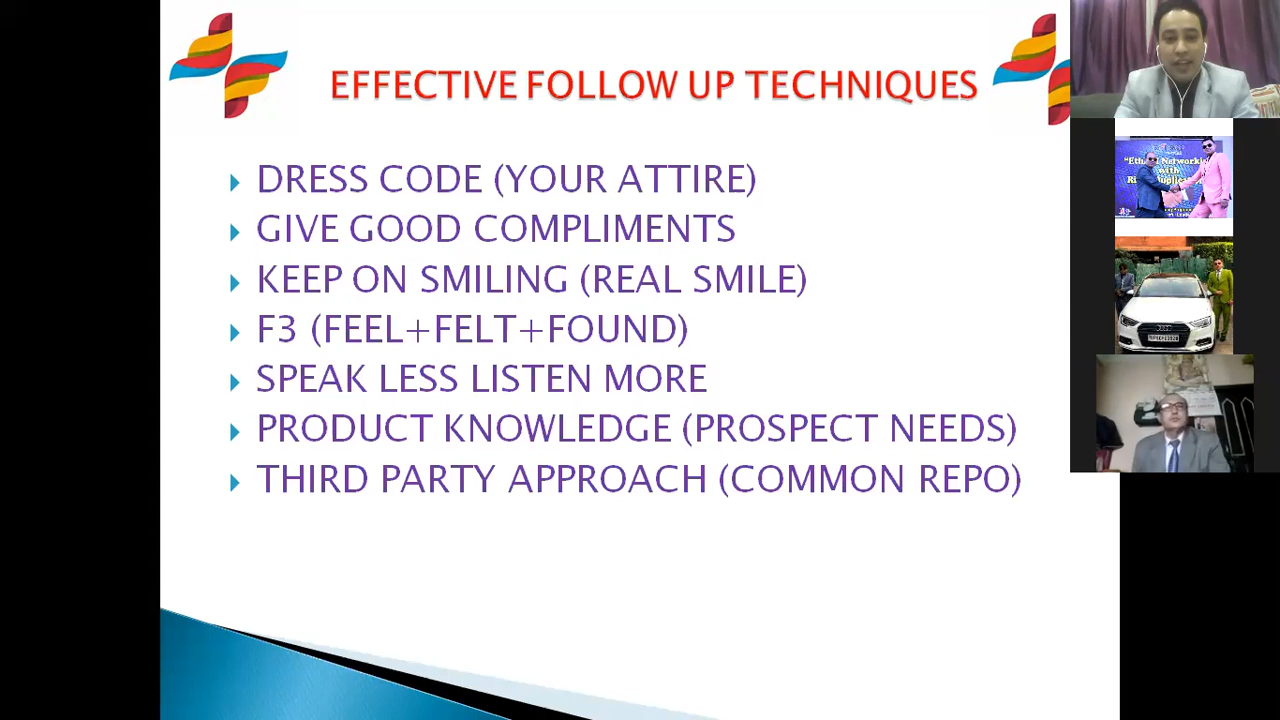 EFFECTIVE FOLLOW UP TECHNIQUES
DRESS CODE (YOUR ATTIRE)
GIVE GOOD COMPLIMENTS
KEEP ON SMILING (REAL SMILE)
F3 (FEEL+FELT+FOUND)
SPEAK LESS LISTEN MORE
PRODUCT KNOWLEDGE (PROSPECT NEEDS)
THIRD PARTY APPROACH (COMMON REPO)
with